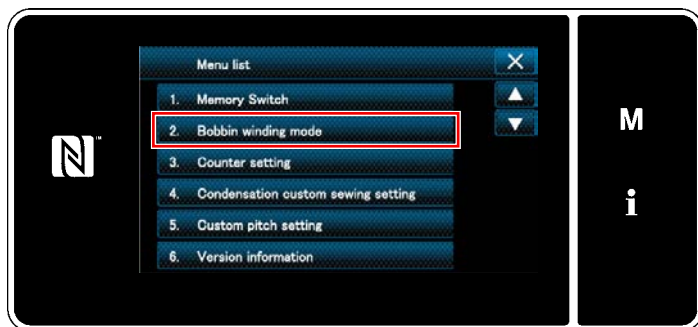 Menu list
1. Memory Switch
2. Bobbin winding mode
3. Counter setting
4. Condensation custom sewing setting
5. Custom pitch setting
6. Version information
N™
M
i